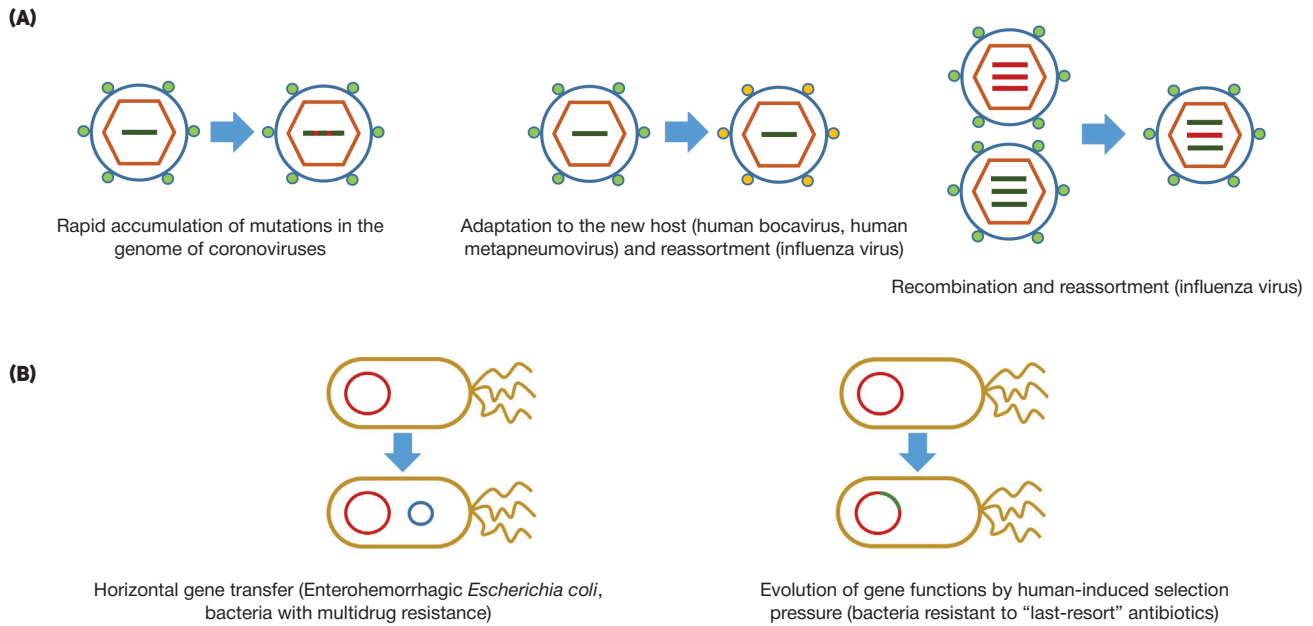 (A)
Rapid accumulation of mutations in the
genome of coronoviruses
Adaptation to the new host (human bocavirus, human
metapneumovirus) and reassortment (influenza virus)
Recombination and reassortment (influenza virus)
(B)
Horizontal gene transfer (Enterohemorrhagic Escherichia coli,
bacteria with multidrug resistance)
Evolution of gene functions by human-induced selection
pressure (bacteria resistant to “last-resort” antibiotics)